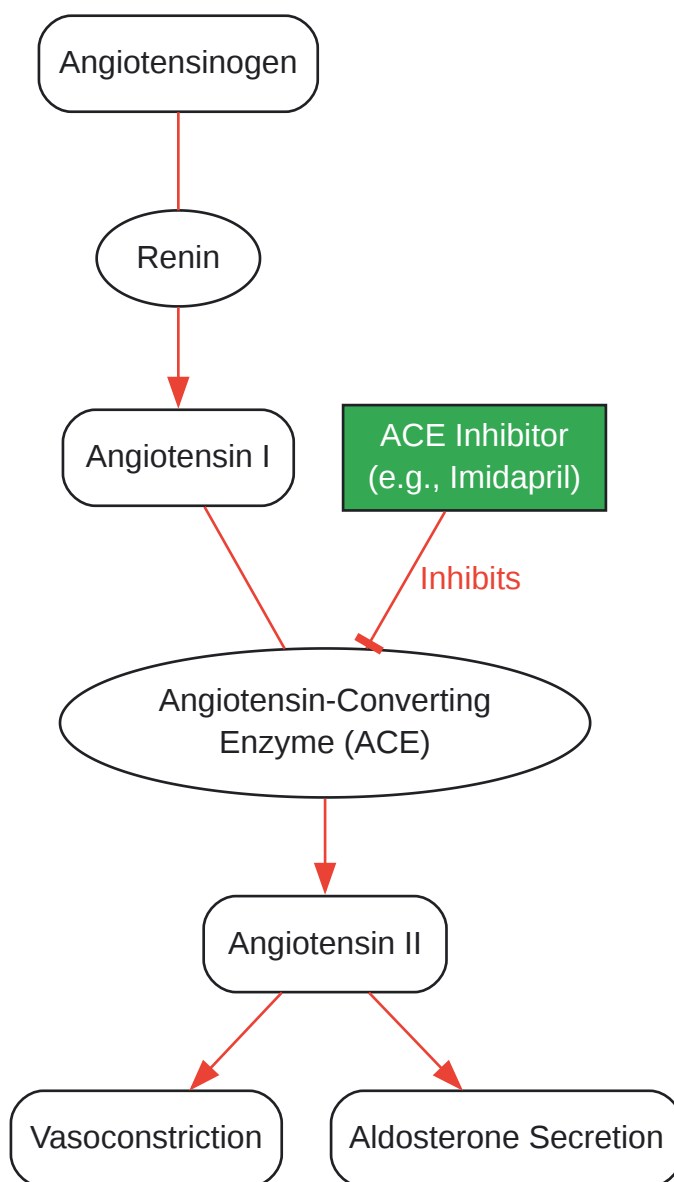 Angiotensinogen
Renin
Angiotensin I
ACE Inhibitor
(e.g., Imidapril)
Inhibits
Angiotensin-Converting
Enzyme (ACE)
Angiotensin II
Vasoconstriction
Aldosterone Secretion